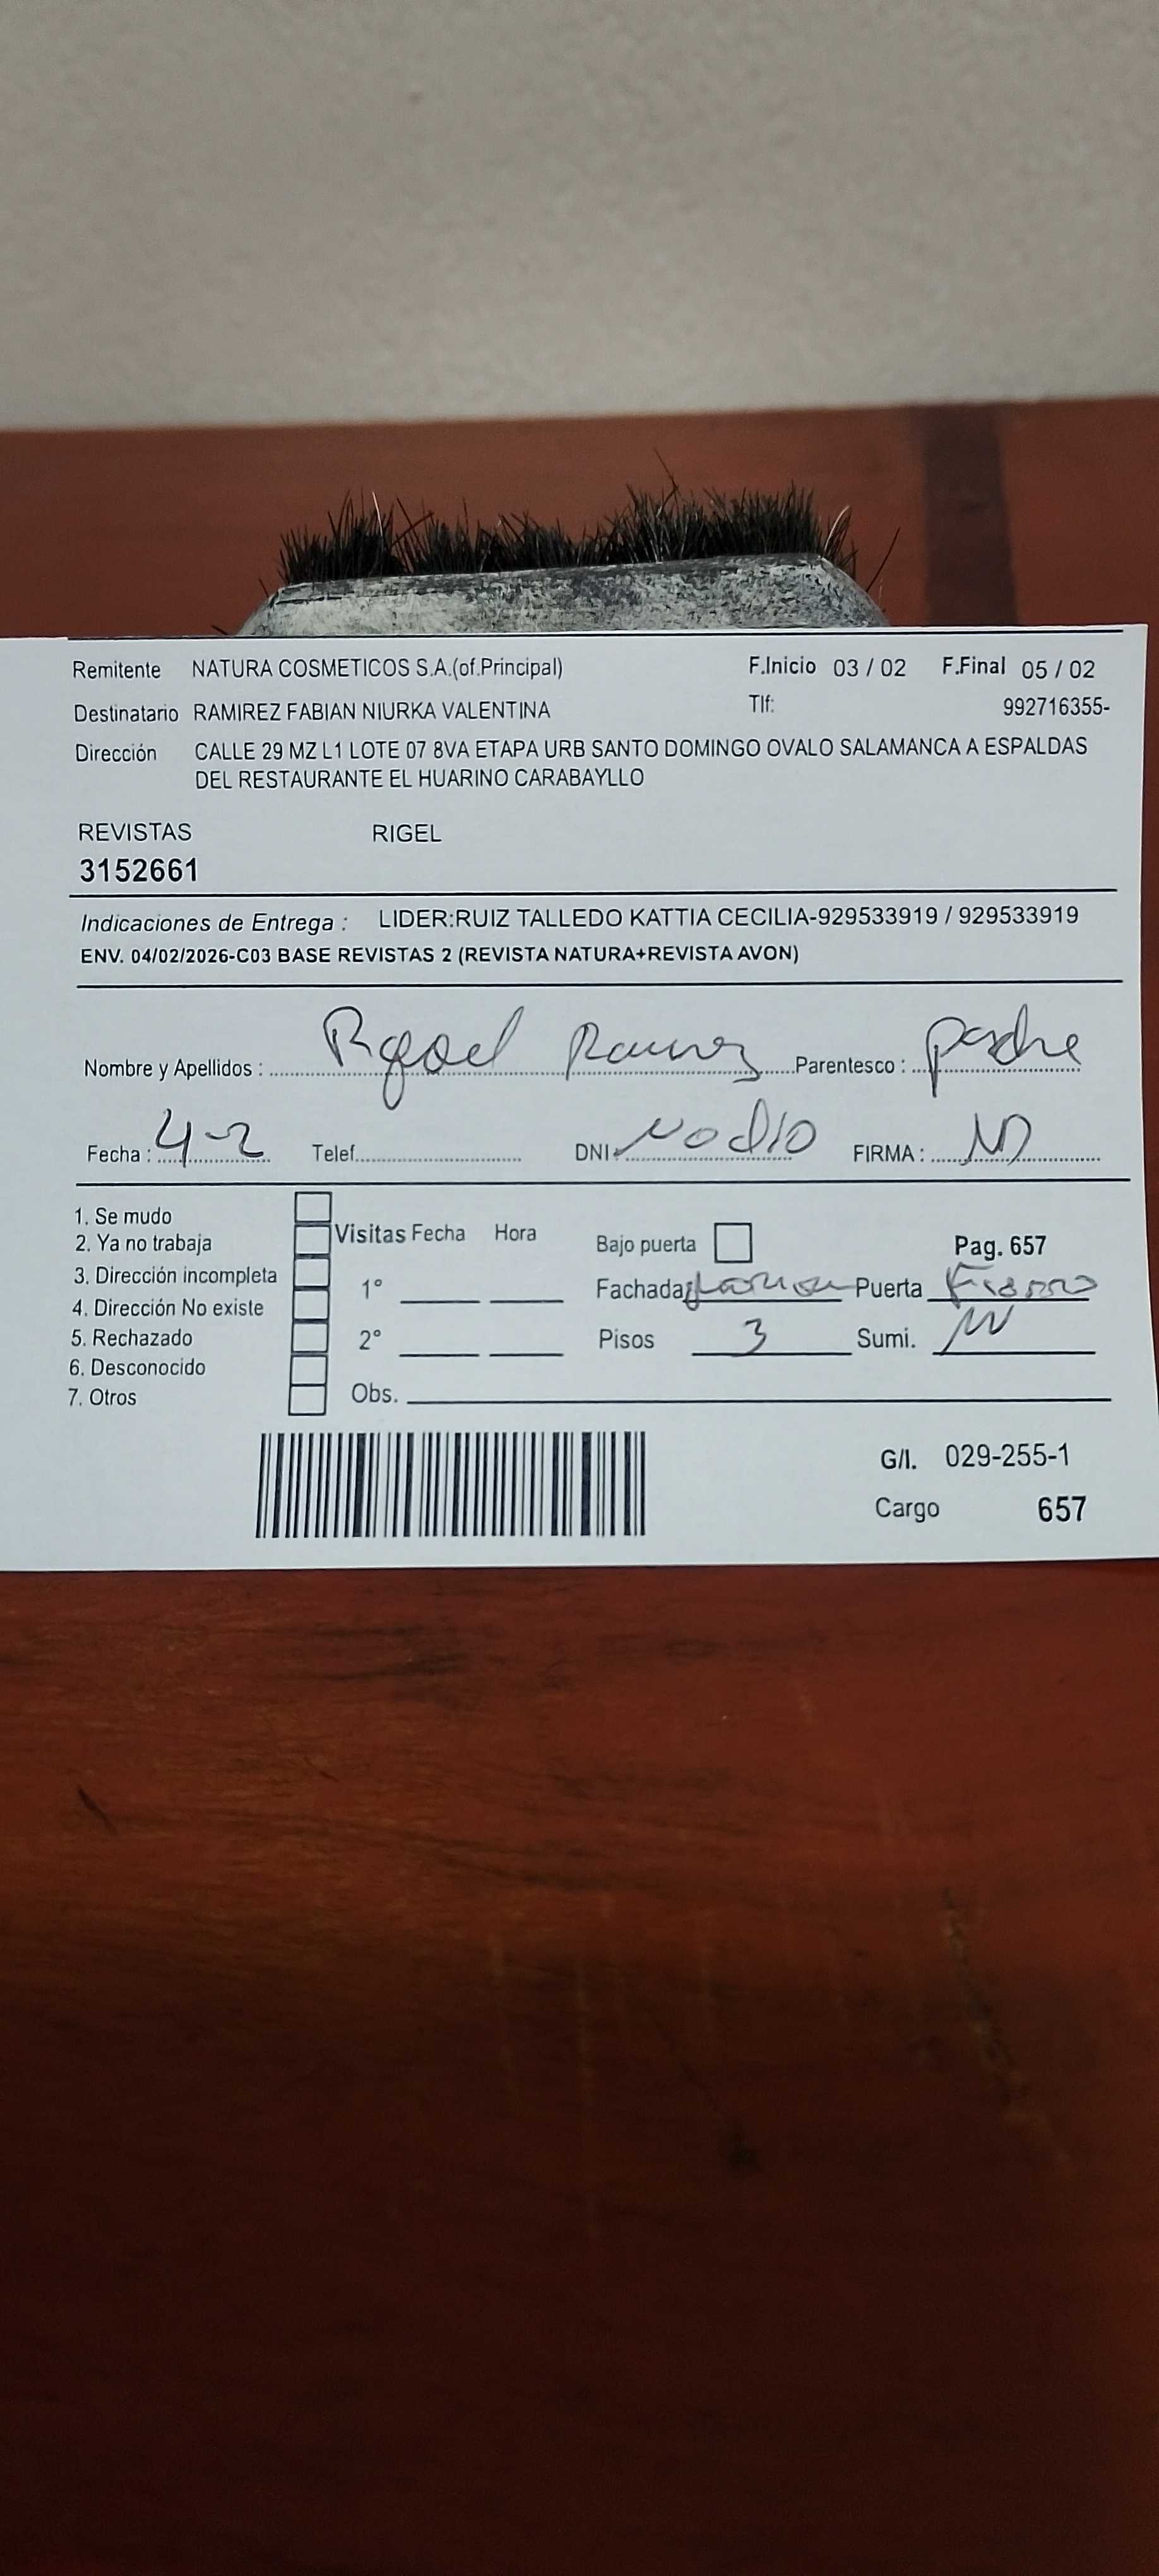 Remitente NATURA COSMETICOS S.A.(of.Principal) F.Inicio 03 / 02 F.Final 05 / 02
Destinatario RAMIREZ FABIAN NIURKA VALENTINA Tlf: 992716355-
Dirección CALLE 29 MZ L1 LOTE 07 8VA ETAPA URB SANTO DOMINGO OVALO SALAMANCA A ESPALDAS
DEL RESTAURANTE EL HUARINO CARABAYLLO
REVISTAS RIGEL
3152661
Indicaciones de Entrega : LIDER:RUIZ TALLEDO KATTIA CECILIA-929533919 / 929533919
ENV. 04/02/2026-C03 BASE REVISTAS 2 (REVISTA NATURA+REVISTA AVON)
Nombre y Apellidos : Rafael Ramirez Parentesco : padre
Fecha : 4-2 Telef. DNI No dio FIRMA :
1. Se mudo
2. Ya no trabaja Visitas Fecha Hora Bajo puerta Pag. 657
3. Dirección incompleta 1° Fachada Puerta Fierro
4. Dirección No existe
5. Rechazado 2° Pisos 3 Sumi.
6. Desconocido
7. Otros Obs.
G/I. 029-255-1
Cargo 657